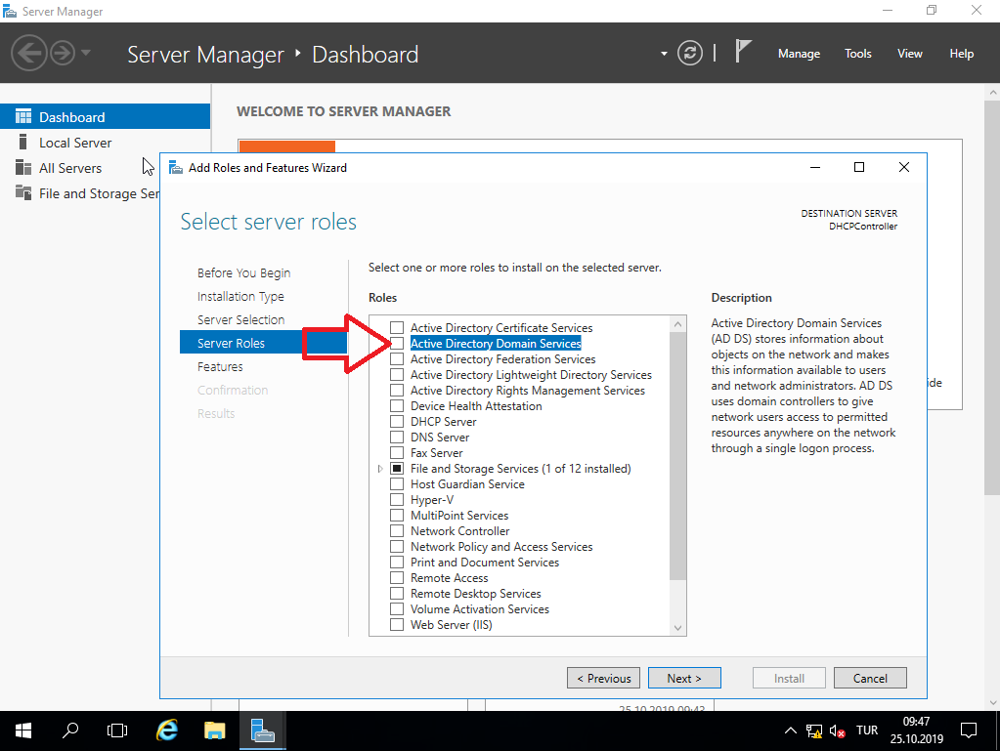 Server Manager
Server Manager ‣ Dashboard
Manage Tools View Help
Dashboard
Local Server
All Servers
File and Storage Ser
WELCOME TO SERVER MANAGER
Add Roles and Features Wizard
Select server roles
DESTINATION SERVER
DHCPController
Before You Begin
Installation Type
Server Selection
Server Roles
Features
Confirmation
Results
Select one or more roles to install on the selected server.
Roles
Active Directory Certificate Services
Active Directory Domain Services
Active Directory Federation Services
Active Directory Lightweight Directory Services
Active Directory Rights Management Services
Device Health Attestation
DHCP Server
DNS Server
Fax Server
File and Storage Services (1 of 12 installed)
Host Guardian Service
Hyper-V
MultiPoint Services
Network Controller
Network Policy and Access Services
Print and Document Services
Remote Access
Remote Desktop Services
Volume Activation Services
Web Server (IIS)
Description
Active Directory Domain Services
(AD DS) stores information about
objects on the network and makes
this information available to users
and network administrators. AD DS
uses domain controllers to give
network users access to permitted
resources anywhere on the network
through a single logon process.
ide
< Previous Next > Install Cancel
25.10.2019 09:43
TUR
09:47
25.10.2019